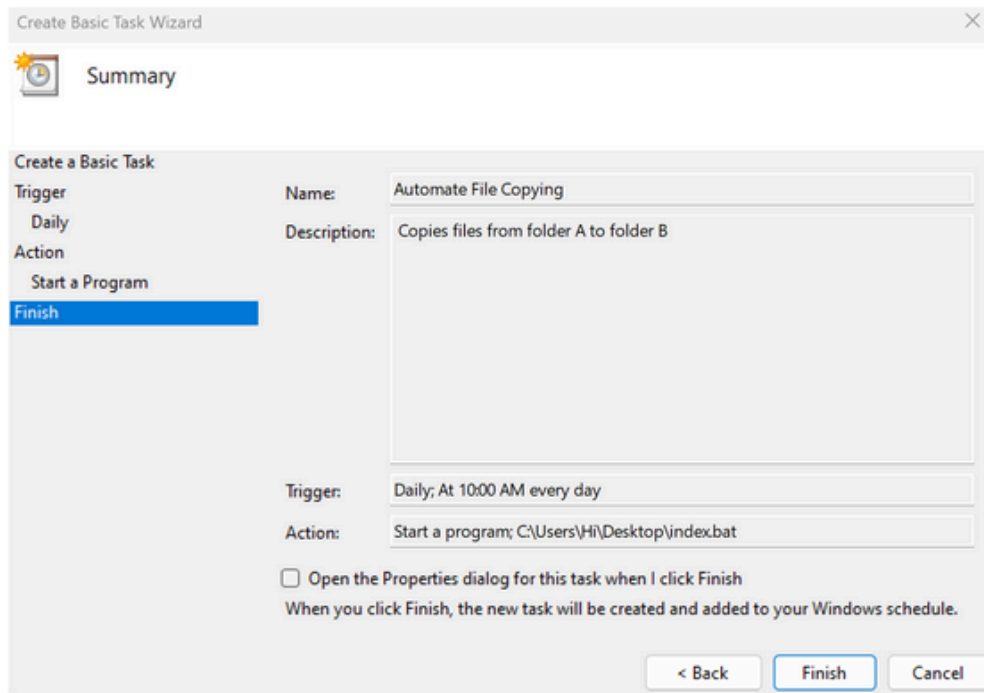 Create Basic Task Wizard
Summary
Create a Basic Task
Trigger
Daily
Action
Start a Program
Finish
Name:
Automate File Copying
Description:
Copies files from folder A to folder B
Trigger:
Daily; At 10:00 AM every day
Action:
Start a program; C:\Users\Hi\Desktop\index.bat
Open the Properties dialog for this task when I click Finish
When you click Finish, the new task will be created and added to your Windows schedule.
< Back
Finish
Cancel